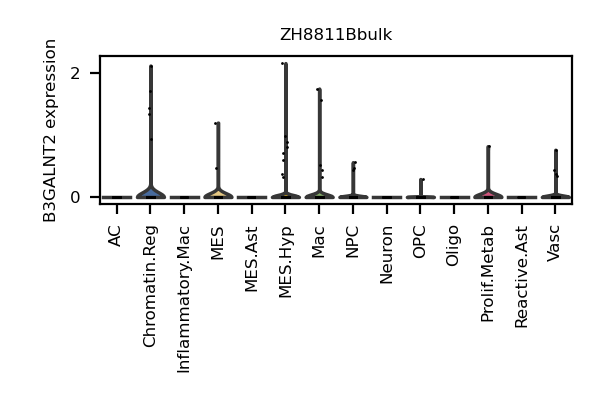 ZH8811Bbulk
B3GALNT2 expression
2
0
AC
Chromatin.Reg
Inflammatory.Mac
MES
MES.Ast
MES.Hyp
Mac
NPC
Neuron
OPC
Oligo
Prolif.Metab
Reactive.Ast
Vasc